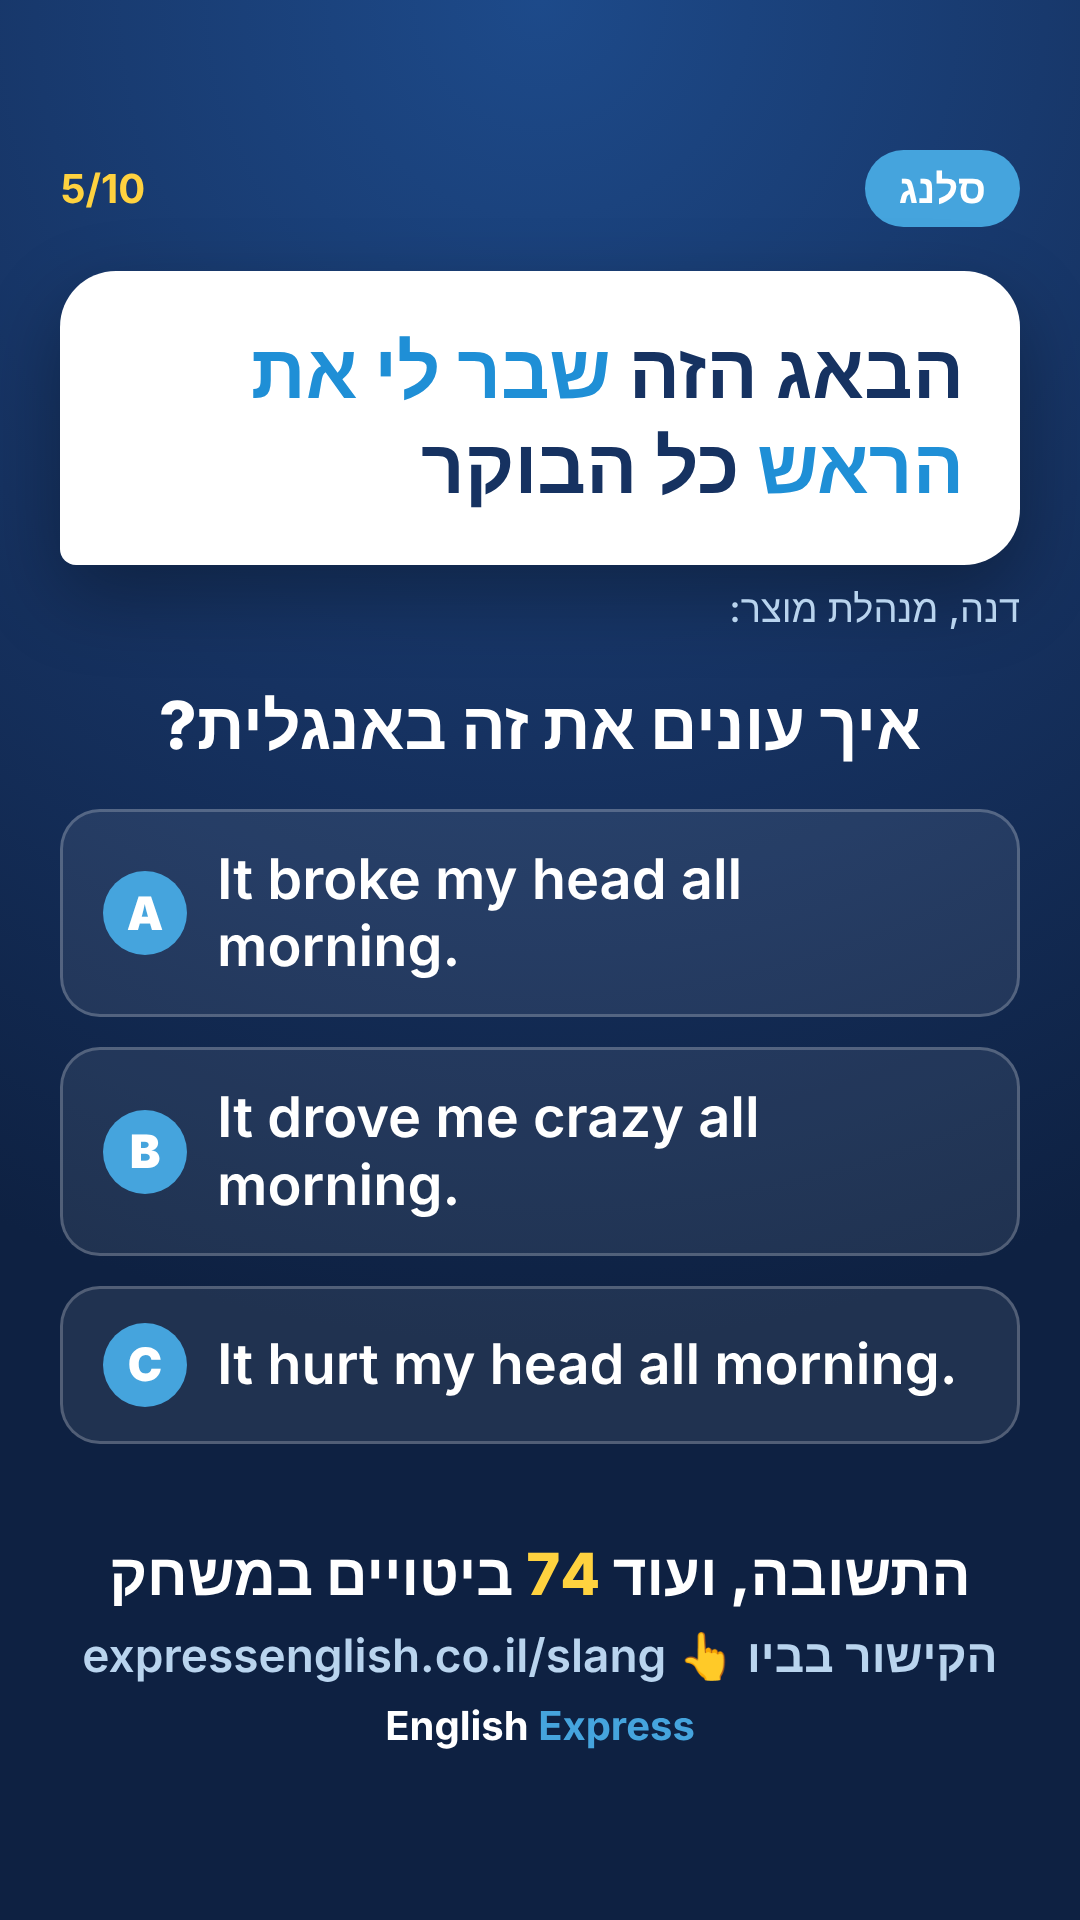 סלנג
5/10
הבאג הזה שבר לי את
הראש כל הבוקר
דנה, מנהלת מוצר:
איך עונים את זה באנגלית?
A It broke my head all
morning.
B It drove me crazy all
morning.
C It hurt my head all morning.
התשובה, ועוד 74 ביטויים במשחק
הקישור בביו 👆 expressenglish.co.il/slang
English Express